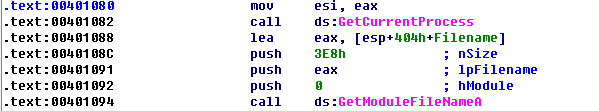 .text:00401080 mov esi, eax
.text:00401082 call ds:GetCurrentProcess
.text:00401088 lea eax, [esp+404h+Filename]
.text:0040108C push 3E8h ; nSize
.text:00401091 push eax ; lpFilename
.text:00401092 push 0 ; hModule
.text:00401094 call ds:GetModuleFileNameA